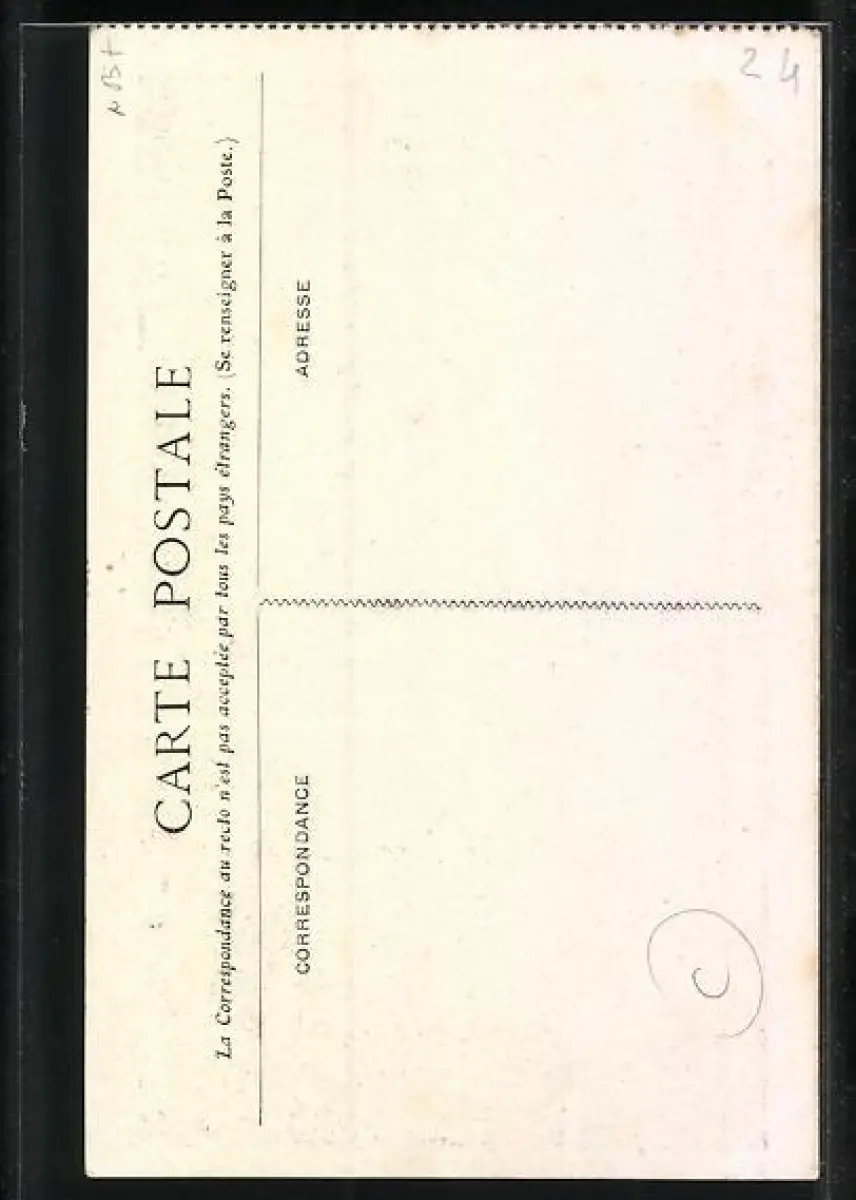 CARTE POSTALE
La Correspondance au recto n'est pas acceptée par tous les pays étrangers. (Se renseigner à la Poste.)
CORRESPONDANCE
ADRESSE
24
C